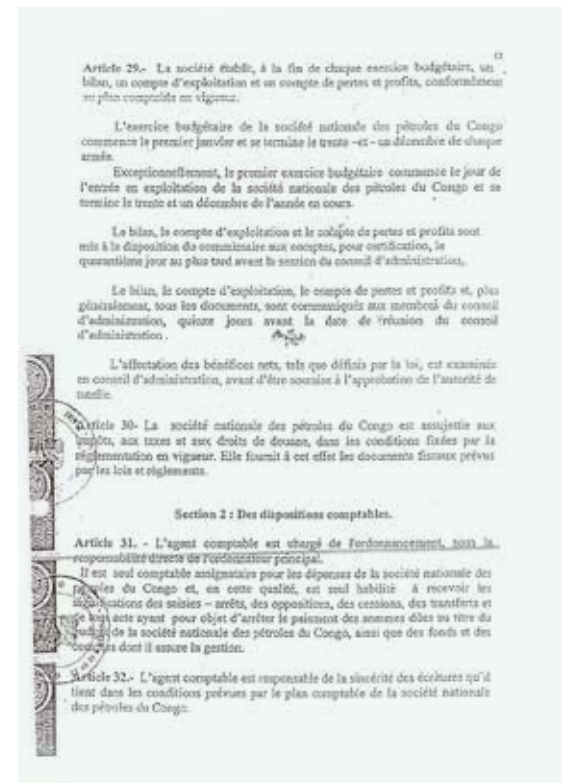 12
Article 29.- La société établit, à la fin de chaque exercice budgétaire, un
bilan, un compte d'exploitation et un compte de pertes et profits, conformément
au plan comptable en vigueur.
L'exercice budgétaire de la société nationale des pétroles du Congo
commence le premier janvier et se termine le trente –et - un décembre de chaque
année.
Exceptionnellement, le premier exercice budgétaire commence le jour de
l'entrée en exploitation de la société nationale des pétroles du Congo et se
termine le trente et un décembre de l'année en cours.
Le bilan, le compte d'exploitation et le compte de pertes et profits sont
mis à la disposition du commissaire aux comptes, pour certification, le
quarantième jour au plus tard avant la session du conseil d'administration,
Le bilan, le compte d'exploitation, le compte de pertes et profits et, plus
généralement, tous les documents, sont communiqués aux membres du conseil
d'administration, quinze jours avant la date de réunion du conseil
d'administration .
L'affectation des bénéfices nets, tels que définis par la loi, est examinée
en conseil d'administration, avant d'être soumise à l'approbation de l'autorité de
tutelle.
Article 30- La société nationale des pétroles du Congo est assujettie aux
impôts, aux taxes et aux droits de douane, dans les conditions fixées par la
réglementation en vigueur. Elle fournit à cet effet les documents fiscaux prévus
par les lois et règlements.
Section 2 : Des dispositions comptables.
Article 31. - L'agent comptable est chargé de l'ordonnancement, sous la
responsabilité directe de l'ordonnateur principal.
Il est seul comptable assignataire pour les dépenses de la société nationale des
pétroles du Congo et, en cette qualité, est seul habilité à recevoir les
significations des saisies – arrêts, des oppositions, des cessions, des transferts et
de tout acte ayant pour objet d'arrêter le paiement des sommes dûes au titre du
budget de la société nationale des pétroles du Congo, ainsi que des fonds et des
comptes dont il assure la gestion.
Article 32.- L'agent comptable est responsable de la sincérité des écritures qu'il
tient dans les conditions prévues par le plan comptable de la société nationale
des pétroles du Congo.